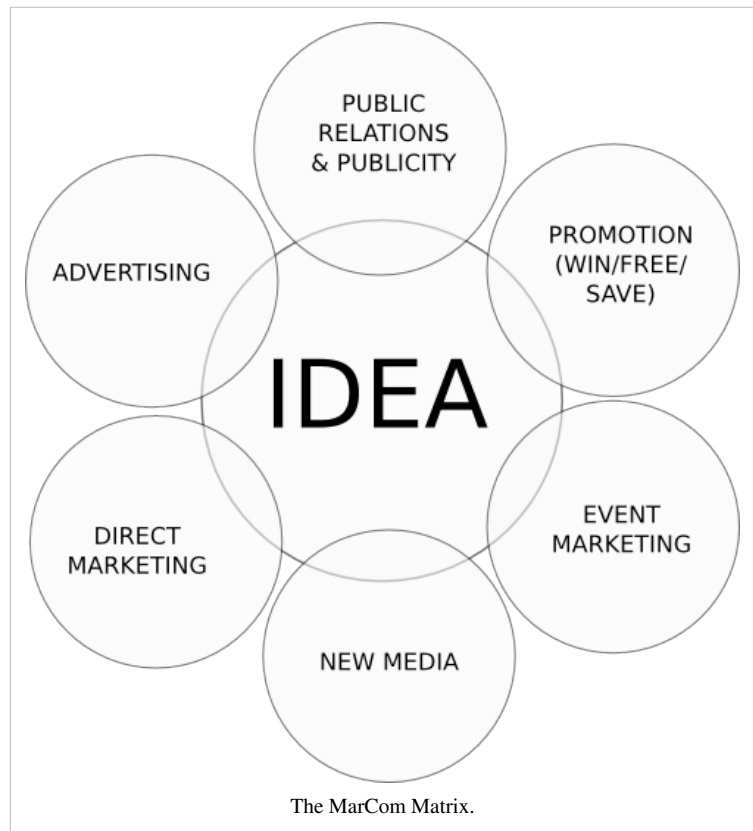 PUBLIC
RELATIONS
& PUBLICITY
ADVERTISING
PROMOTION
(WIN/FREE/
SAVE)
IDEA
DIRECT
MARKETING
EVENT
MARKETING
NEW MEDIA
The MarCom Matrix.